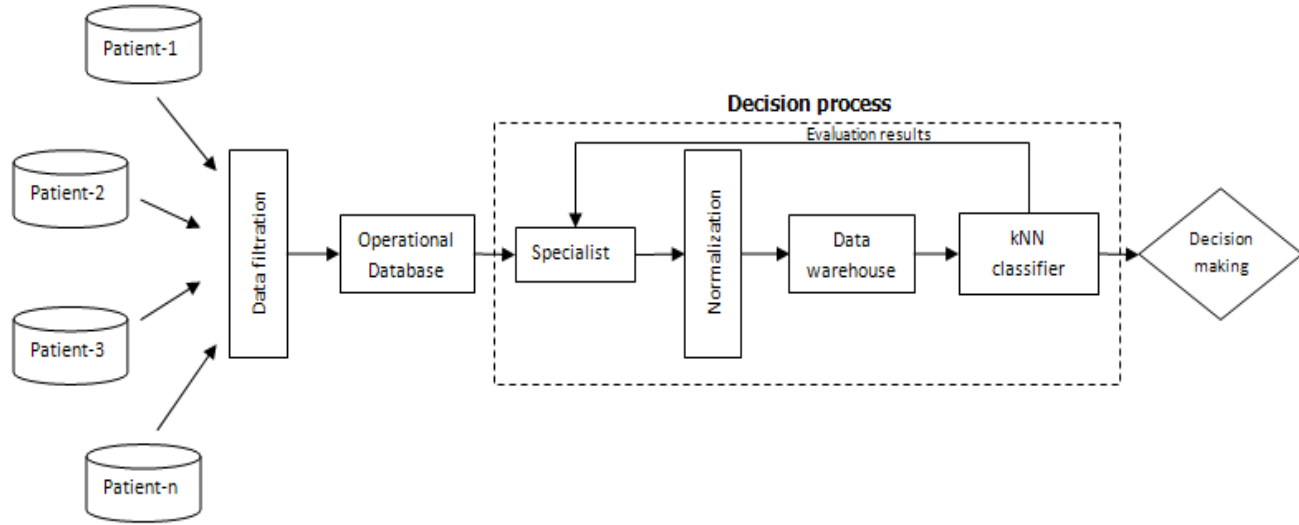 Patient-1
Patient-2
Patient-3
Patient-n
Data filtration
Operational
Database
Decision process
Evaluation results
Specialist
Normalization
Data
warehouse
kNN
classifier
Decision
making